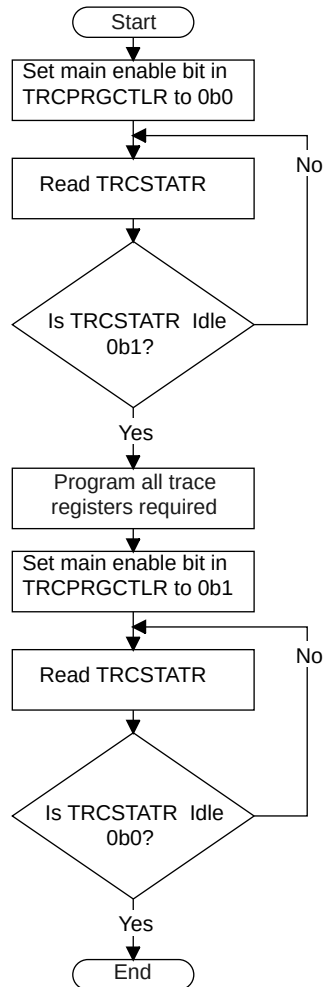 Start
Set main enable bit in
TRCPRGCTLR to 0b0
No
Read TRCSTATR
Is TRCSTATR Idle
0b1?
Yes
Program all trace
registers required
Set main enable bit in
TRCPRGCTLR to 0b1
No
Read TRCSTATR
Is TRCSTATR Idle
0b0?
Yes
End